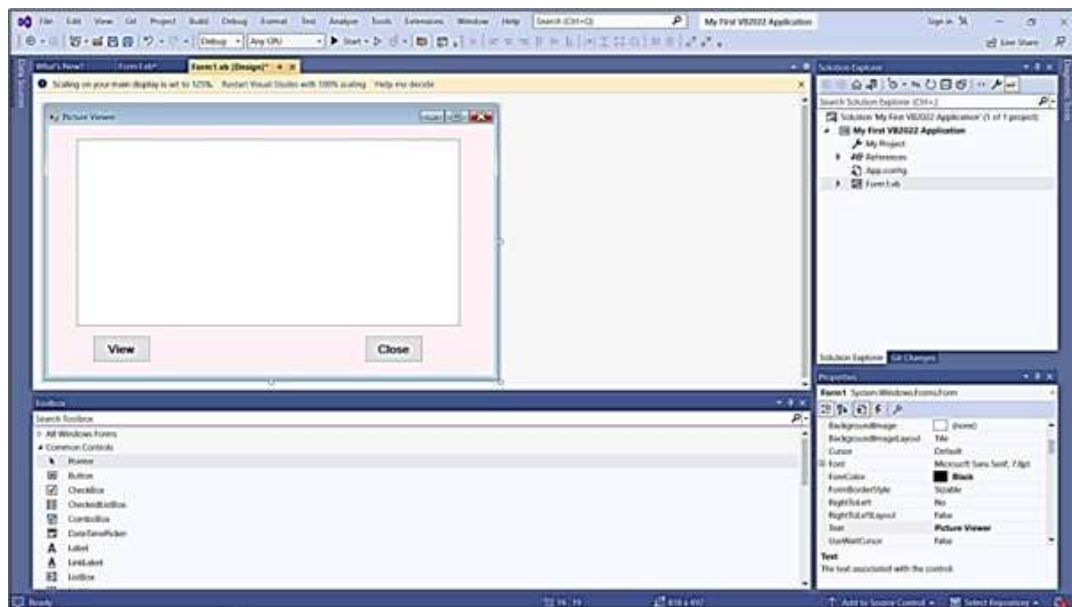 File Edit View Git Project Build Debug Format Test Analyze Tools Extensions Window Help Search (Ctrl+Q) My First VB2022 Application Sign in
Debug Any CPU Start Live Share
Data Sources
What's New? Form1.vb* Form1.vb [Design]*
Scaling on your main display is set to 125%. Restart Visual Studio with 100% scaling Help me decide
Picture Viewer
View Close
Toolbox
Search Toolbox
All Windows Forms
Common Controls
Pointer
Button
CheckBox
CheckedListBox
ComboBox
DateTimePicker
Label
LinkLabel
ListBox
Solution Explorer
Search Solution Explorer (Ctrl+;)
Solution 'My First VB2022 Application' (1 of 1 project)
My First VB2022 Application
My Project
References
App.config
Form1.vb
Solution Explorer Git Changes
Diagnostic Tools
Properties
Form1 System.Windows.Forms.Form
BackgroundImage (none)
BackgroundImageLayout Tile
Cursor Default
Font Microsoft Sans Serif, 7.8pt
ForeColor Black
FormBorderStyle Sizable
RightToLeft No
RightToLeftLayout False
Text Picture Viewer
UseWaitCursor False
Text
The text associated with the control.
Ready Add to Source Control Select Repository